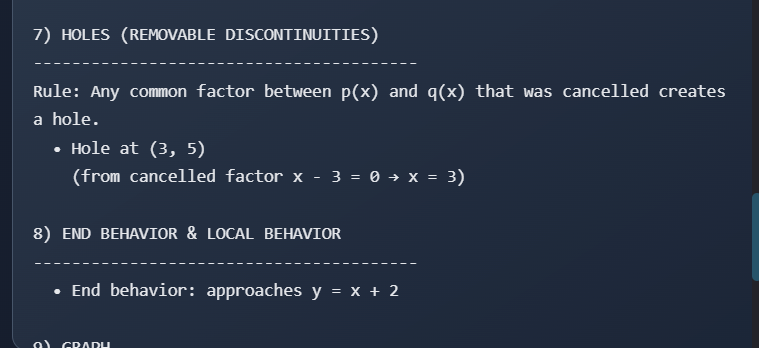 7) HOLES (REMOVABLE DISCONTINUITIES)
----------------------------------------
Rule: Any common factor between p(x) and q(x) that was cancelled creates
a hole.
• Hole at (3, 5)
(from cancelled factor x - 3 = 0 → x = 3)
8) END BEHAVIOR & LOCAL BEHAVIOR
----------------------------------------
• End behavior: approaches y = x + 2
9) GRAPH